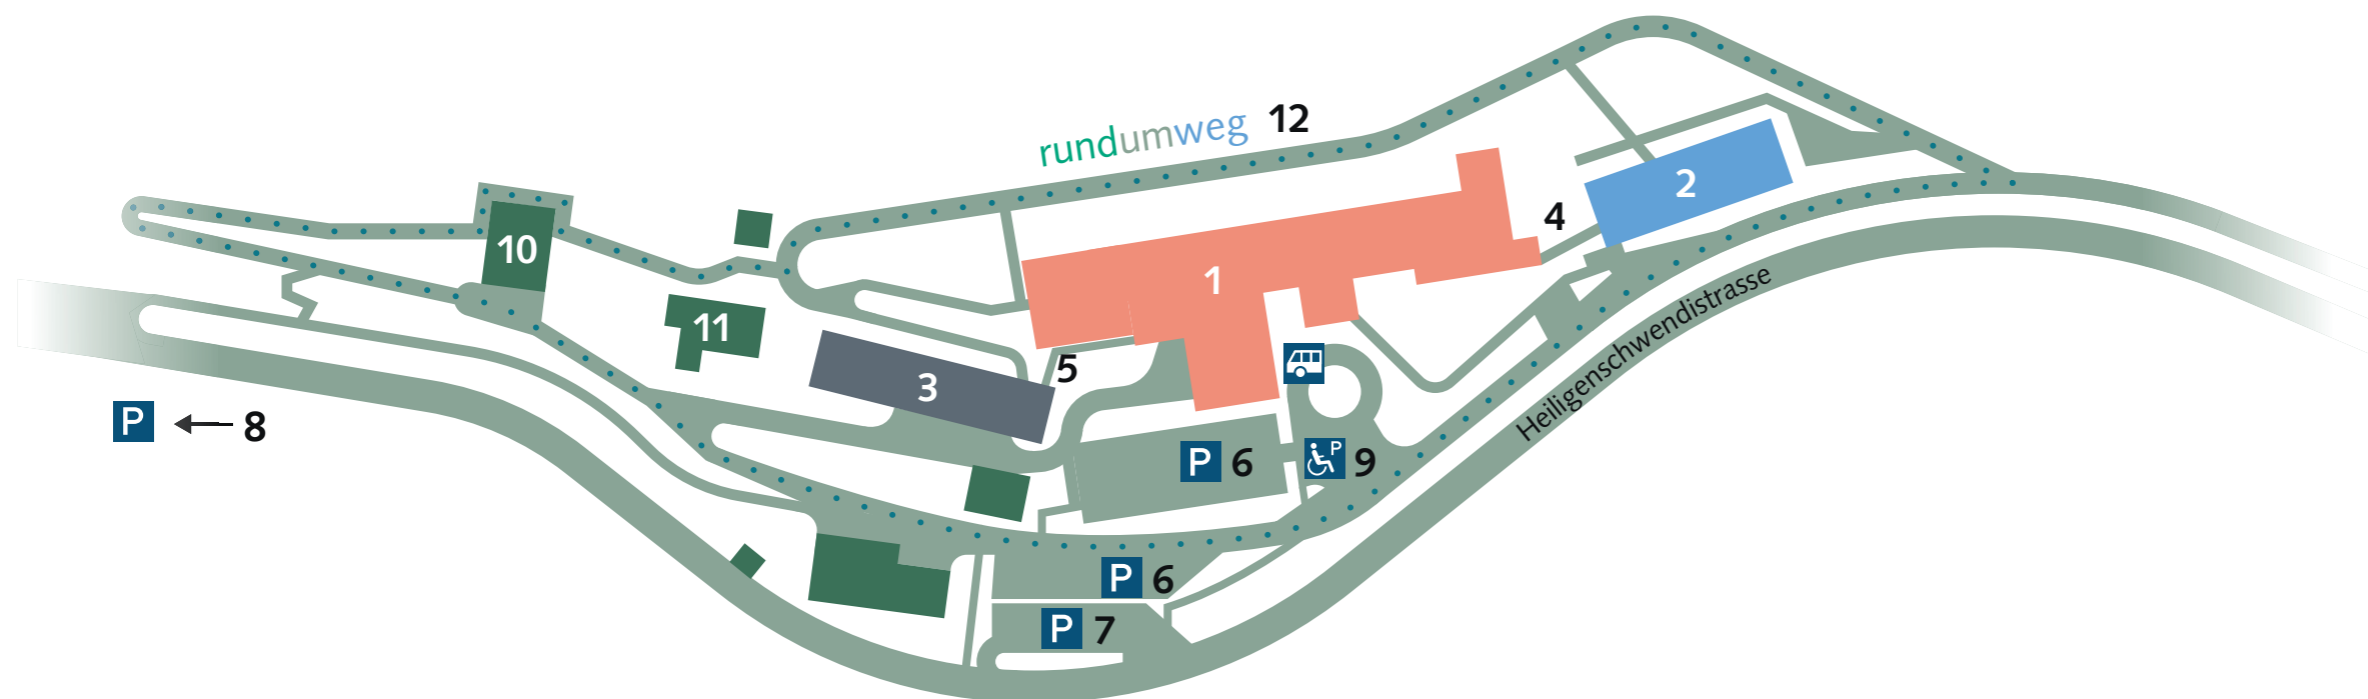 rundumweg 12
2
4
10
1
11
5
3
Heiligenschwendistrasse
P 8
P 6
P 9
P 6
P 7